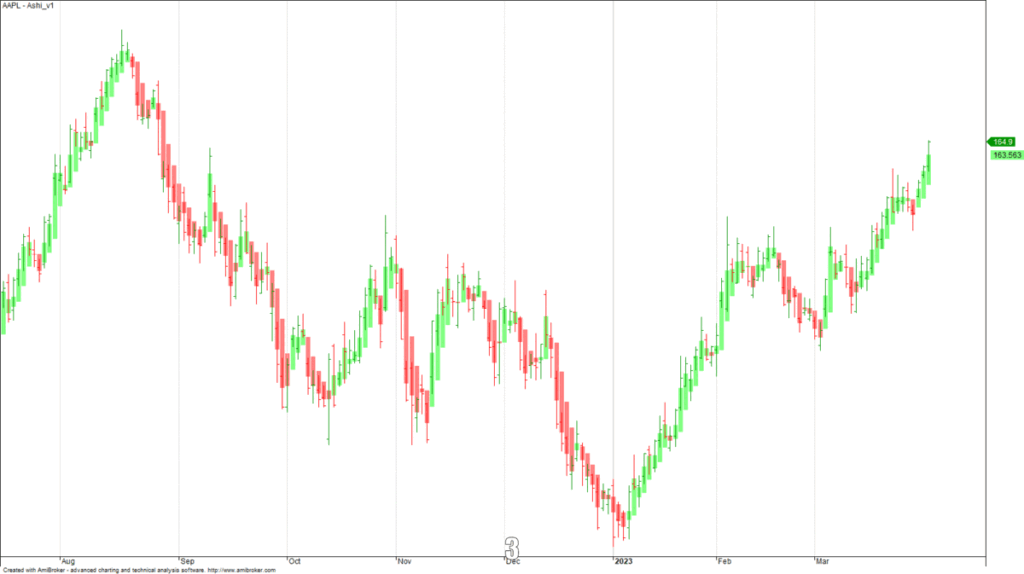 AAPL - Ashi_v1
164.9
163.563
3
Aug Sep Oct Nov Dec 2023 Feb Mar
Created with AmiBroker - advanced charting and technical analysis software. http://www.amibroker.com